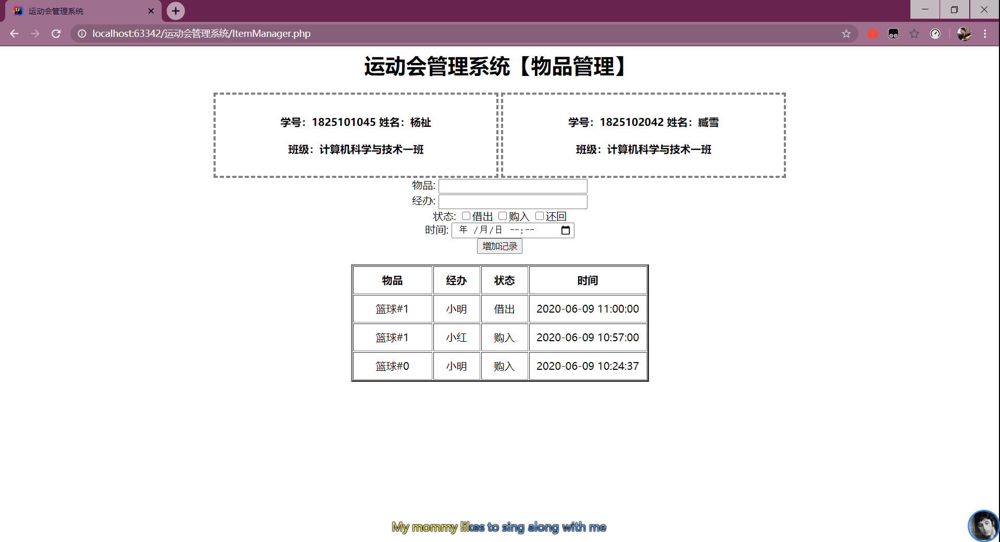 运动会管理系统
localhost:63342/运动会管理系统/ItemManager.php
运动会管理系统【物品管理】
学号：1825101045 姓名：杨祉
班级：计算机科学与技术一班
学号：1825102042 姓名：臧雪
班级：计算机科学与技术一班
物品:
经办:
状态: 借出 购入 还回
时间: 年 /月/日 --:--
增加记录
物品 经办 状态 时间
篮球#1 小明 借出 2020-06-09 11:00:00
篮球#1 小红 购入 2020-06-09 10:57:00
篮球#0 小明 购入 2020-06-09 10:24:37
My mommy likes to sing along with me